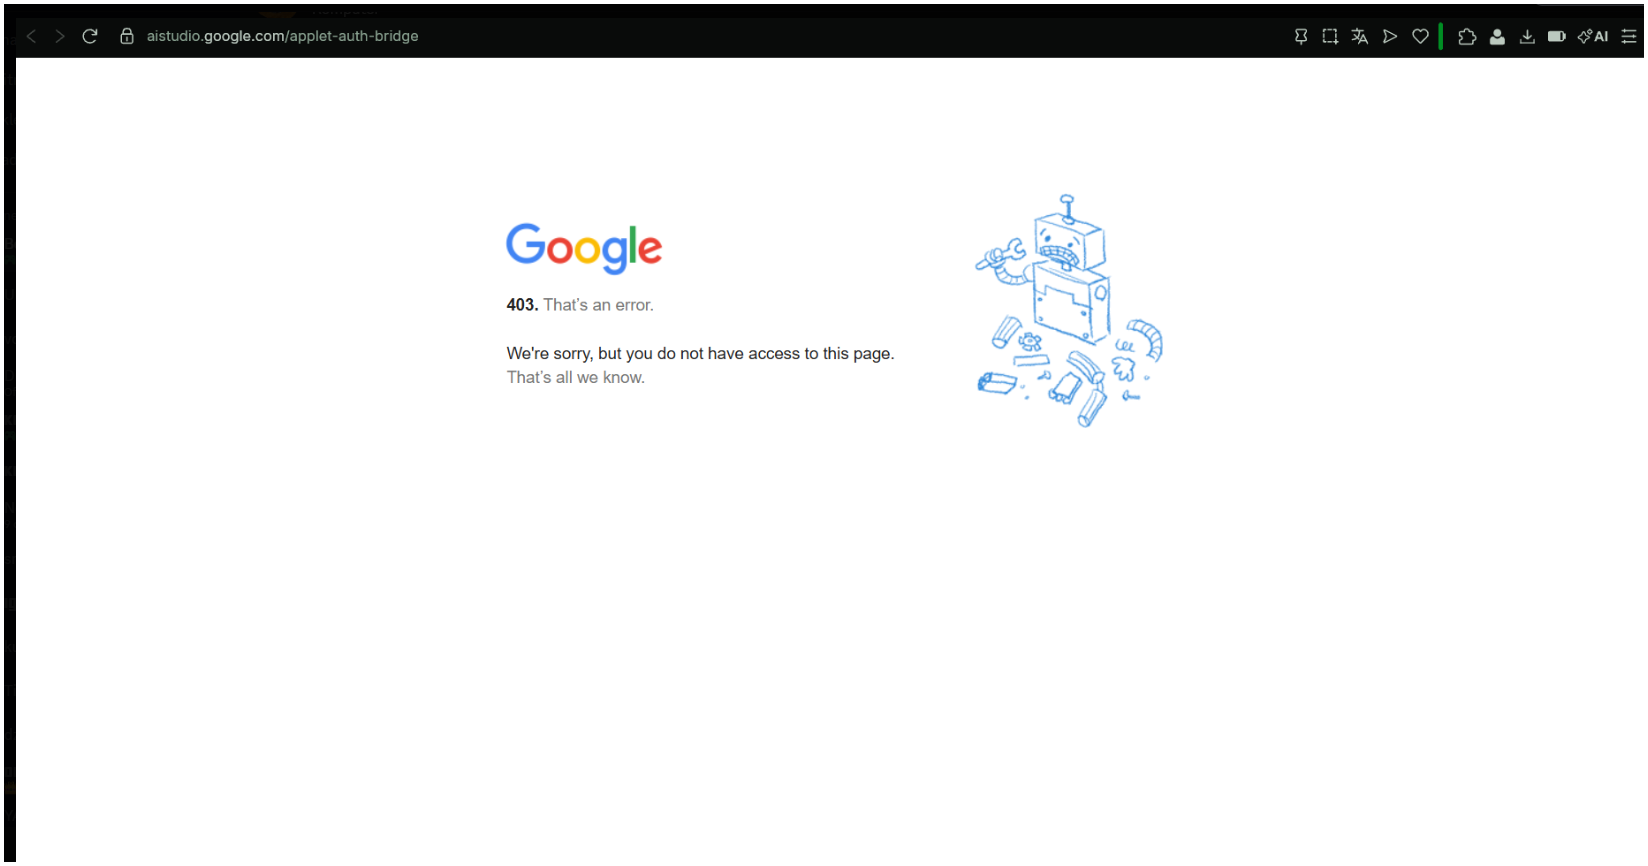 aistudio.google.com/applet-auth-bridge
AI
Google
403. That’s an error.
We're sorry, but you do not have access to this page.
That’s all we know.